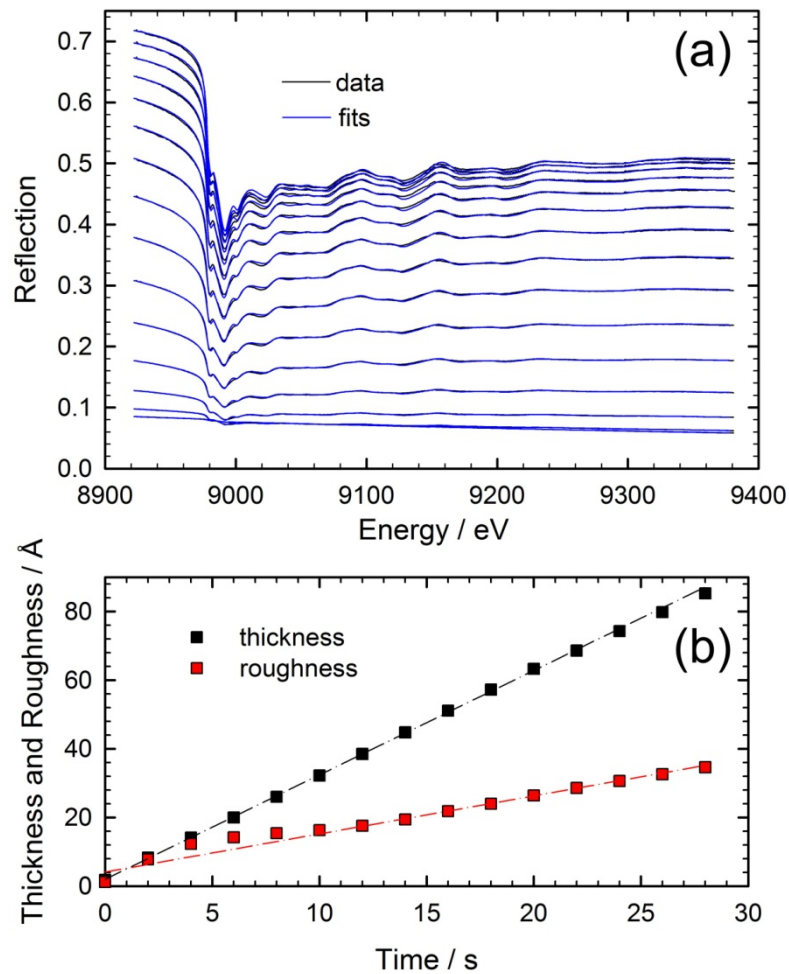 (a)
data
fits
Reflection
0.7
0.6
0.5
0.4
0.3
0.2
0.1
0.0
8900 9000 9100 9200 9300 9400
Energy / eV
(b)
thickness
roughness
Thickness and Roughness / Å
80
60
40
20
0
0 5 10 15 20 25 30
Time / s